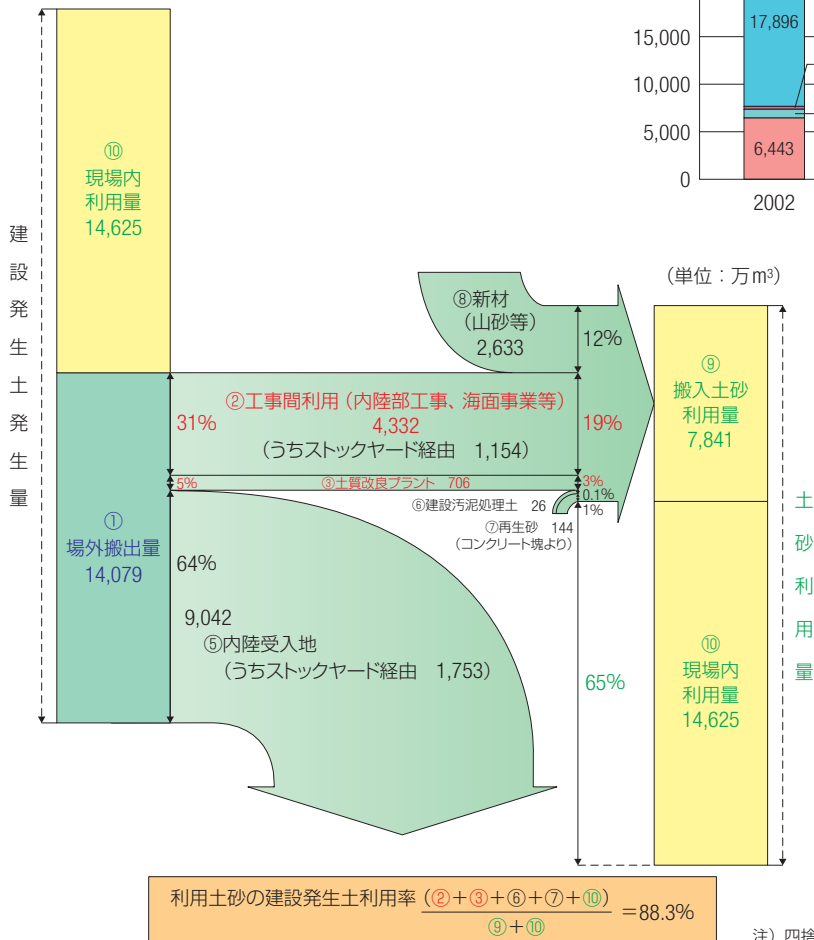 17,896
15,000
10,000
5,000
0
6,443
2002
(単位：万m³)
建設発生土発生量
⑩
現場内
利用量
14,625
①
場外搬出量
14,079
⑧新材
(山砂等)
2,633
12%
31%
②工事間利用（内陸部工事、海面事業等）
4,332
(うちストックヤード経由　1,154)
19%
5%
③土質改良プラント　706
3%
⑥建設汚泥処理土　26
0.1%
⑦再生砂　144
1%
(コンクリート塊より)
64%
9,042
⑤内陸受入地
(うちストックヤード経由　1,753)
65%
⑨
搬入土砂
利用量
7,841
⑩
現場内
利用量
14,625
土砂利用量
利用土砂の建設発生土利用率 (②+③+⑥+⑦+⑩)
⑨+⑩
=88.3%
注）四捨